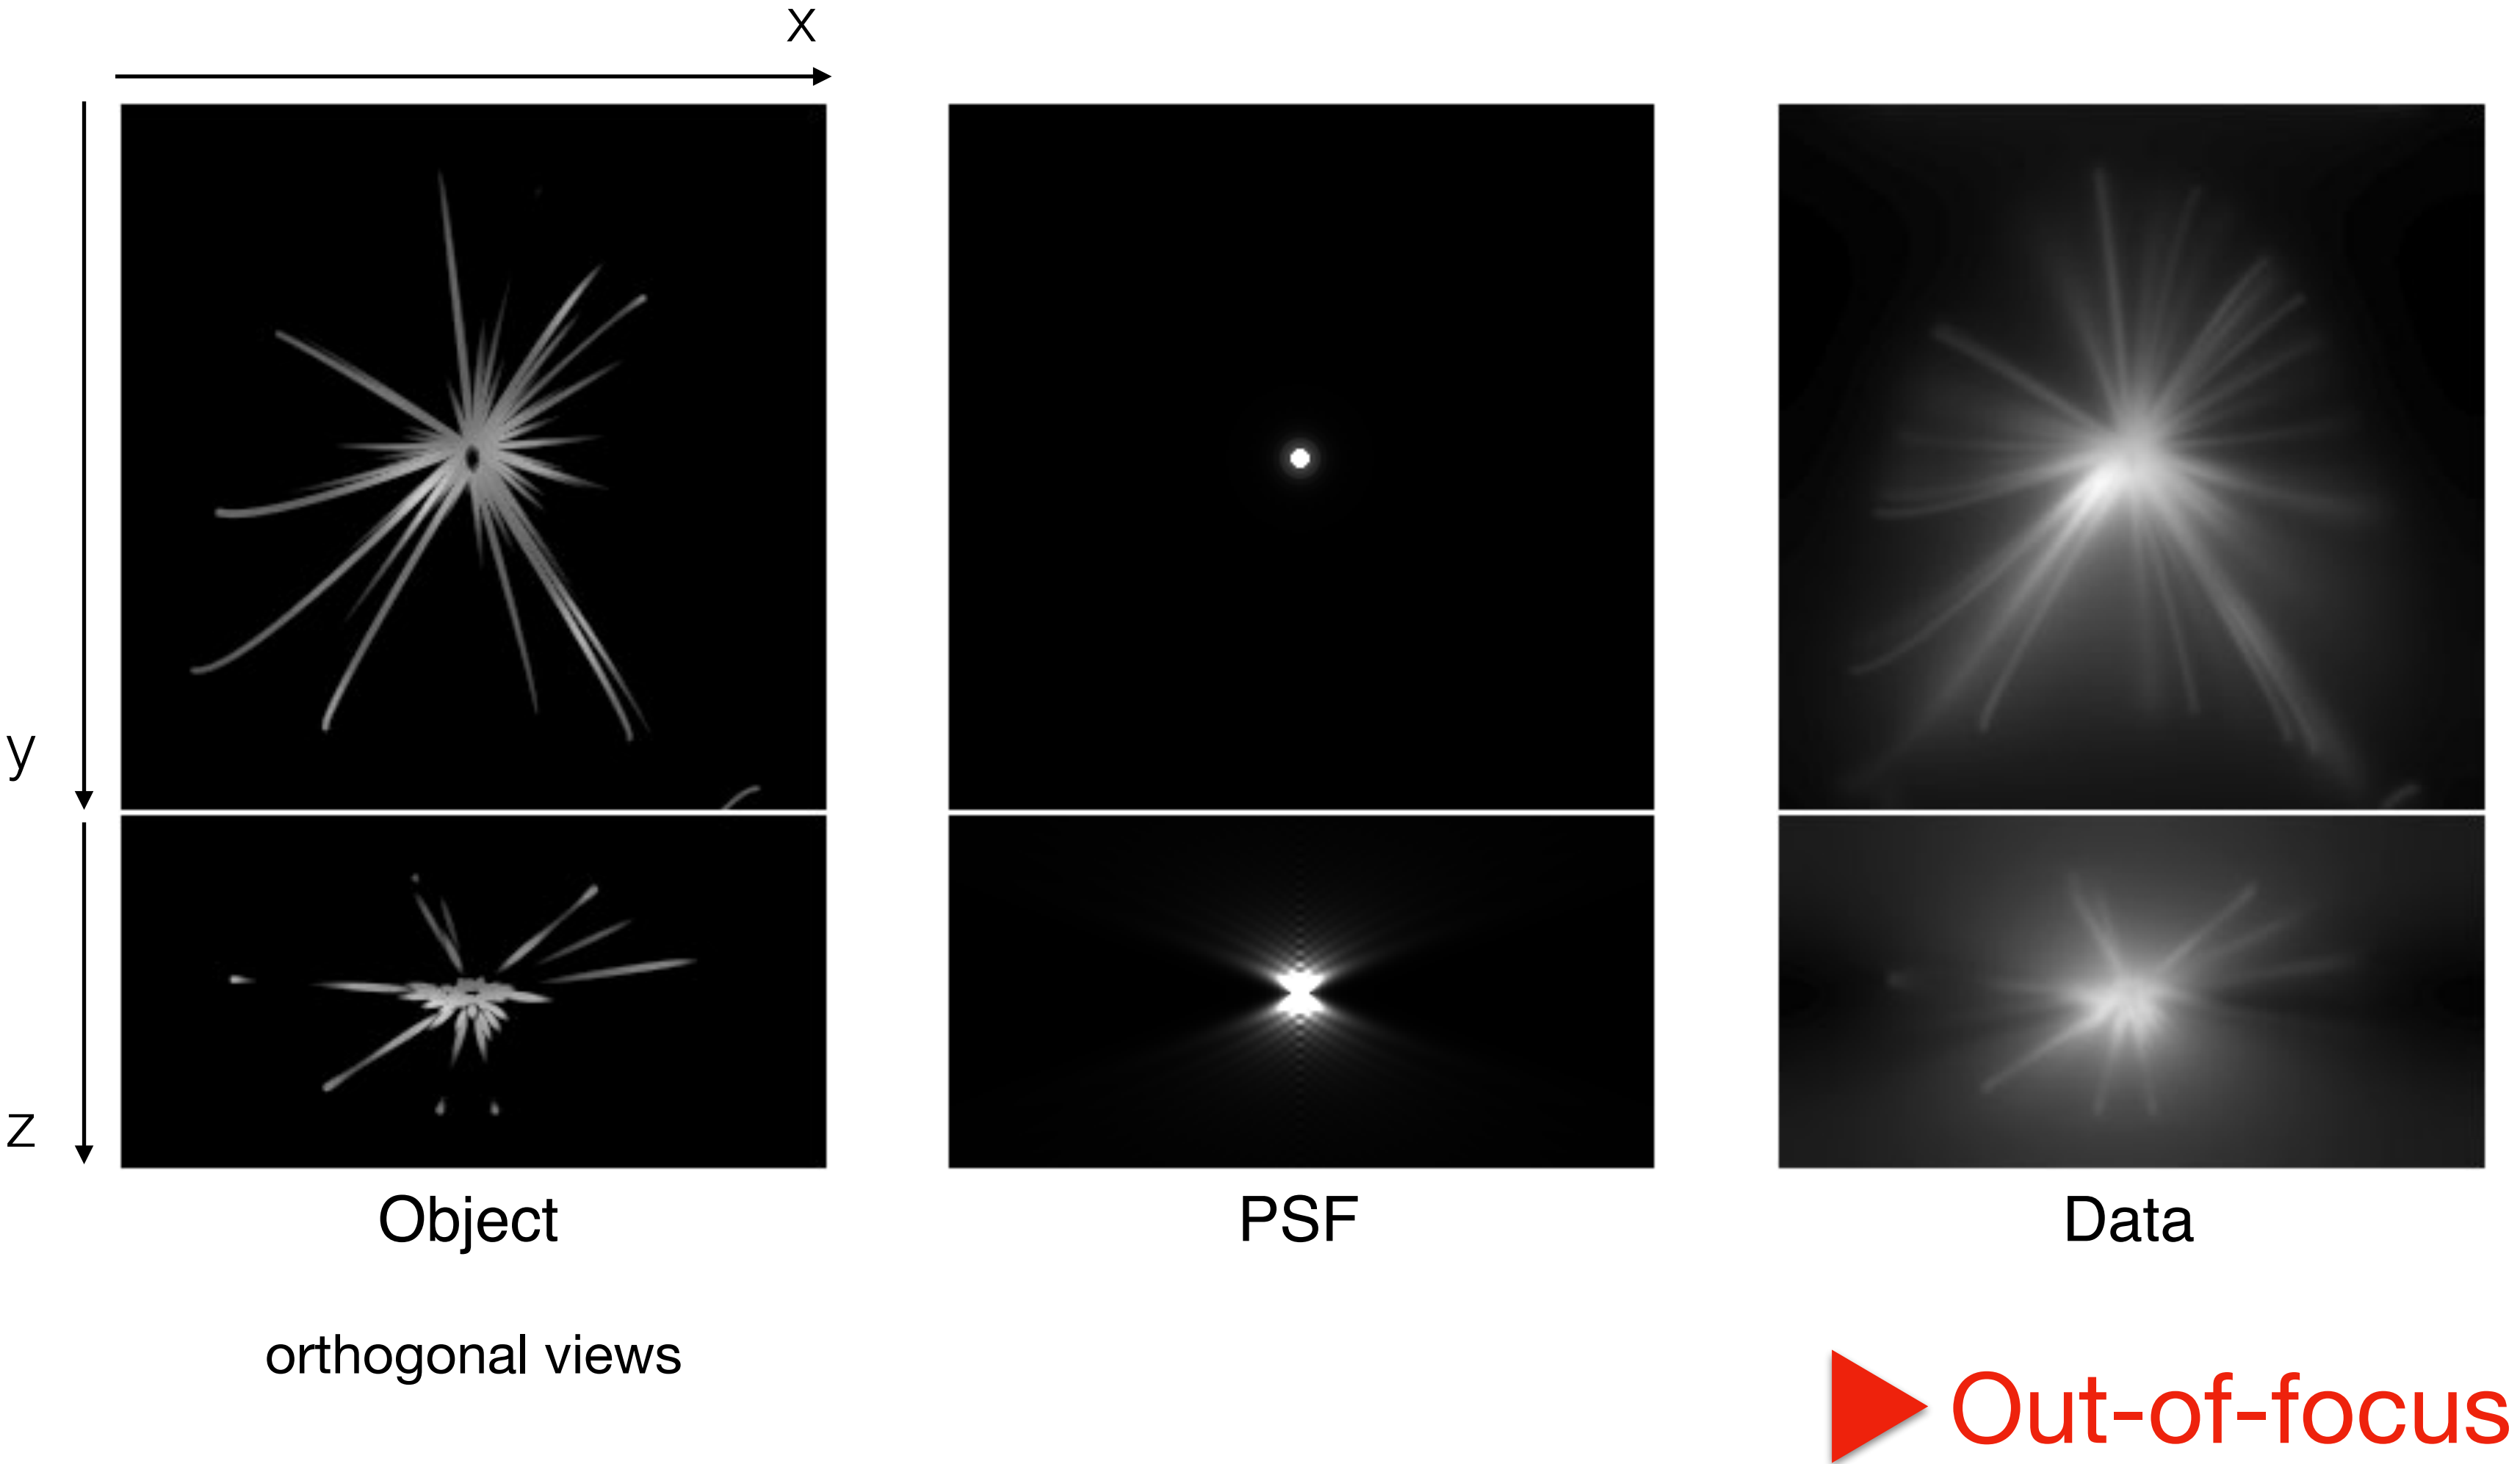 x
y
z
Object
PSF
Data
orthogonal views
Out-of-focus